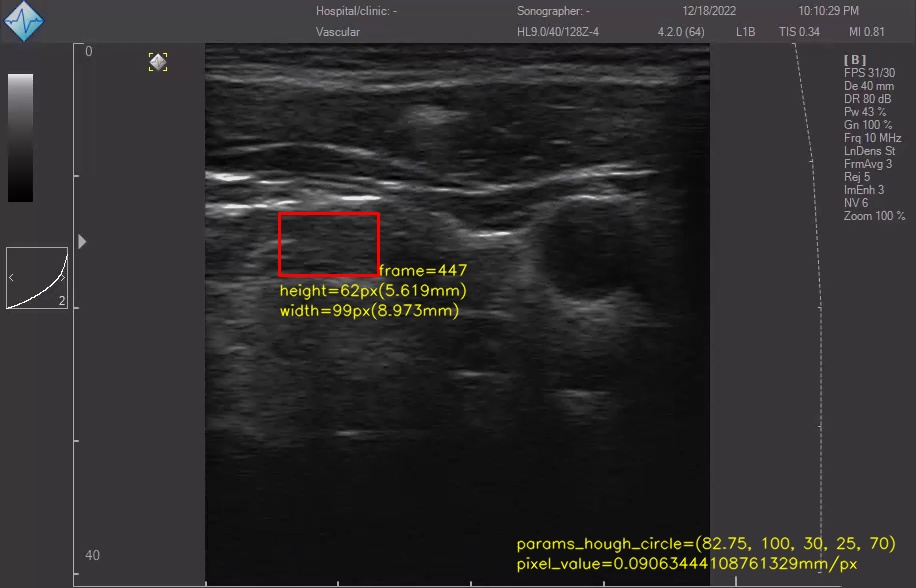 Hospital/clinic: - Sonographer: - 12/18/2022 10:10:29 PM
Vascular HL9.0/40/128Z-4 4.2.0 (64) L1B TIS 0.34 MI 0.81
0
[ B ]
FPS 31/30
De 40 mm
DR 80 dB
Pw 43 %
Gn 100 %
Frq 10 MHz
LnDens St
FrmAvg 3
Rej 5
ImEnh 3
NV 6
Zoom 100 %
2
frame=447
height=62px(5.619mm)
width=99px(8.973mm)
40
params_hough_circle=(82.75, 100, 30, 25, 70)
pixel_value=0.09063444108761329mm/px